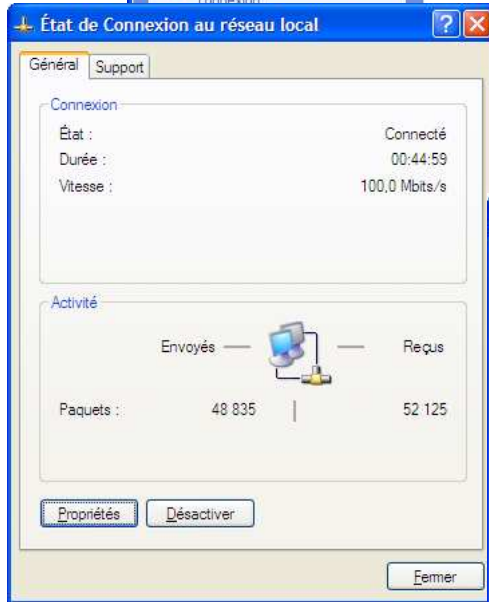 connexion
État de Connexion au réseau local
Général Support
Connexion
État : Connecté
Durée : 00:44:59
Vitesse : 100,0 Mbits/s
Activité
Envoyés — — Reçus
Paquets : 48 835 | 52 125
Propriétés Désactiver
Fermer